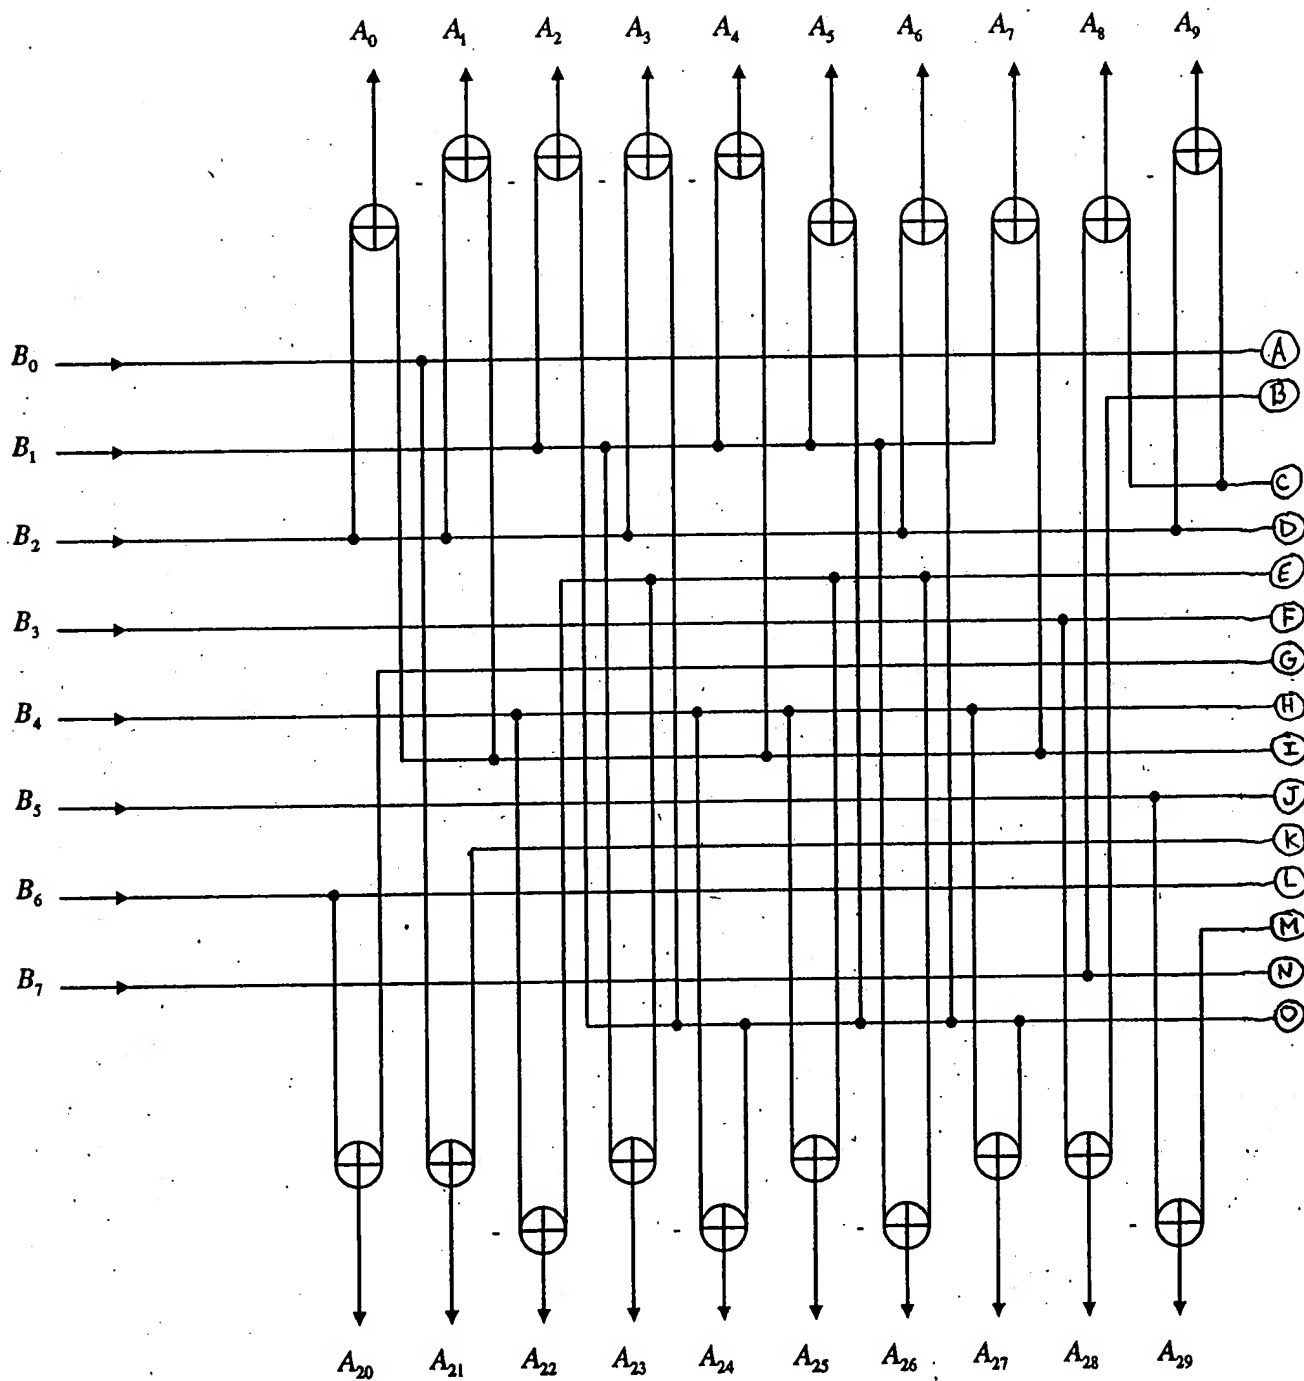 A₀ A₁ A₂ A₃ A₄ A₅ A₆ A₇ A₈ A₉
B₀ A
B
B₁
C
B₂ D
E
B₃ F
G
B₄ H
I
B₅ J
K
B₆ L
M
B₇ N
O
- - - - -
- - -
A₂₀ A₂₁ A₂₂ A₂₃ A₂₄ A₂₅ A₂₆ A₂₇ A₂₈ A₂₉